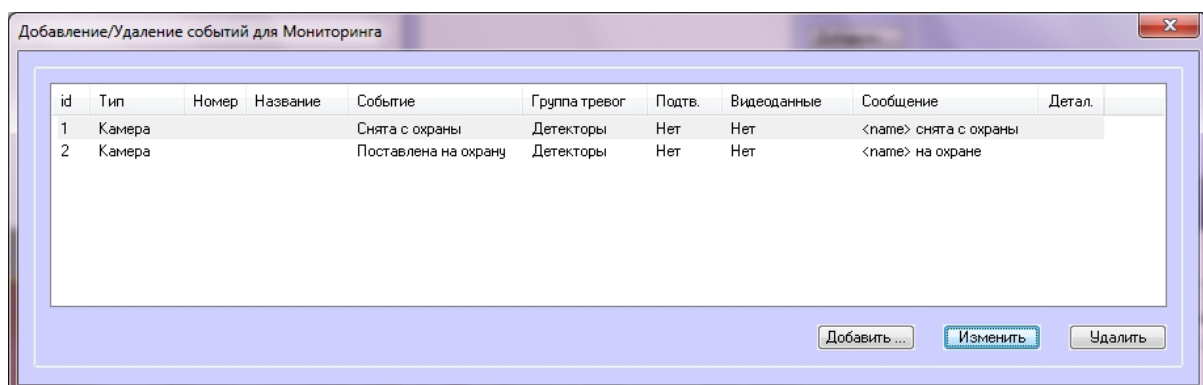 Добавление/Удаление событий для Мониторинга
id Тип Номер Название Событие Группа тревог Подтв. Видеоданные Сообщение Детал.
1 Камера Снята с охраны Детекторы Нет Нет <name> снята с охраны
2 Камера Поставлена на охрану Детекторы Нет Нет <name> на охране
Добавить ... Изменить Удалить